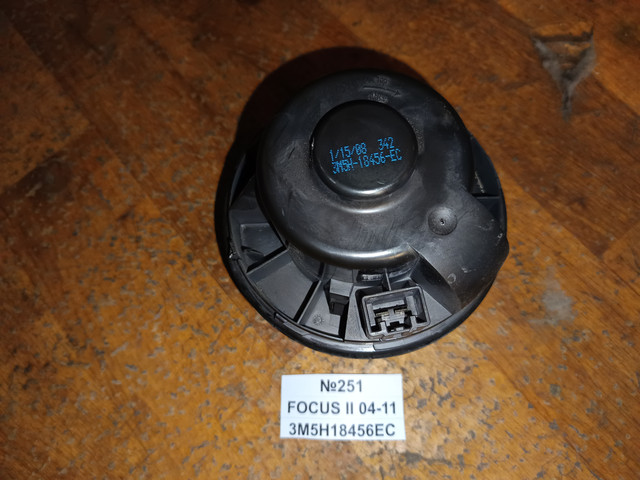 1/15/08 342
3M5H-18456-EC
№251
FOCUS II 04-11
3M5H18456EC